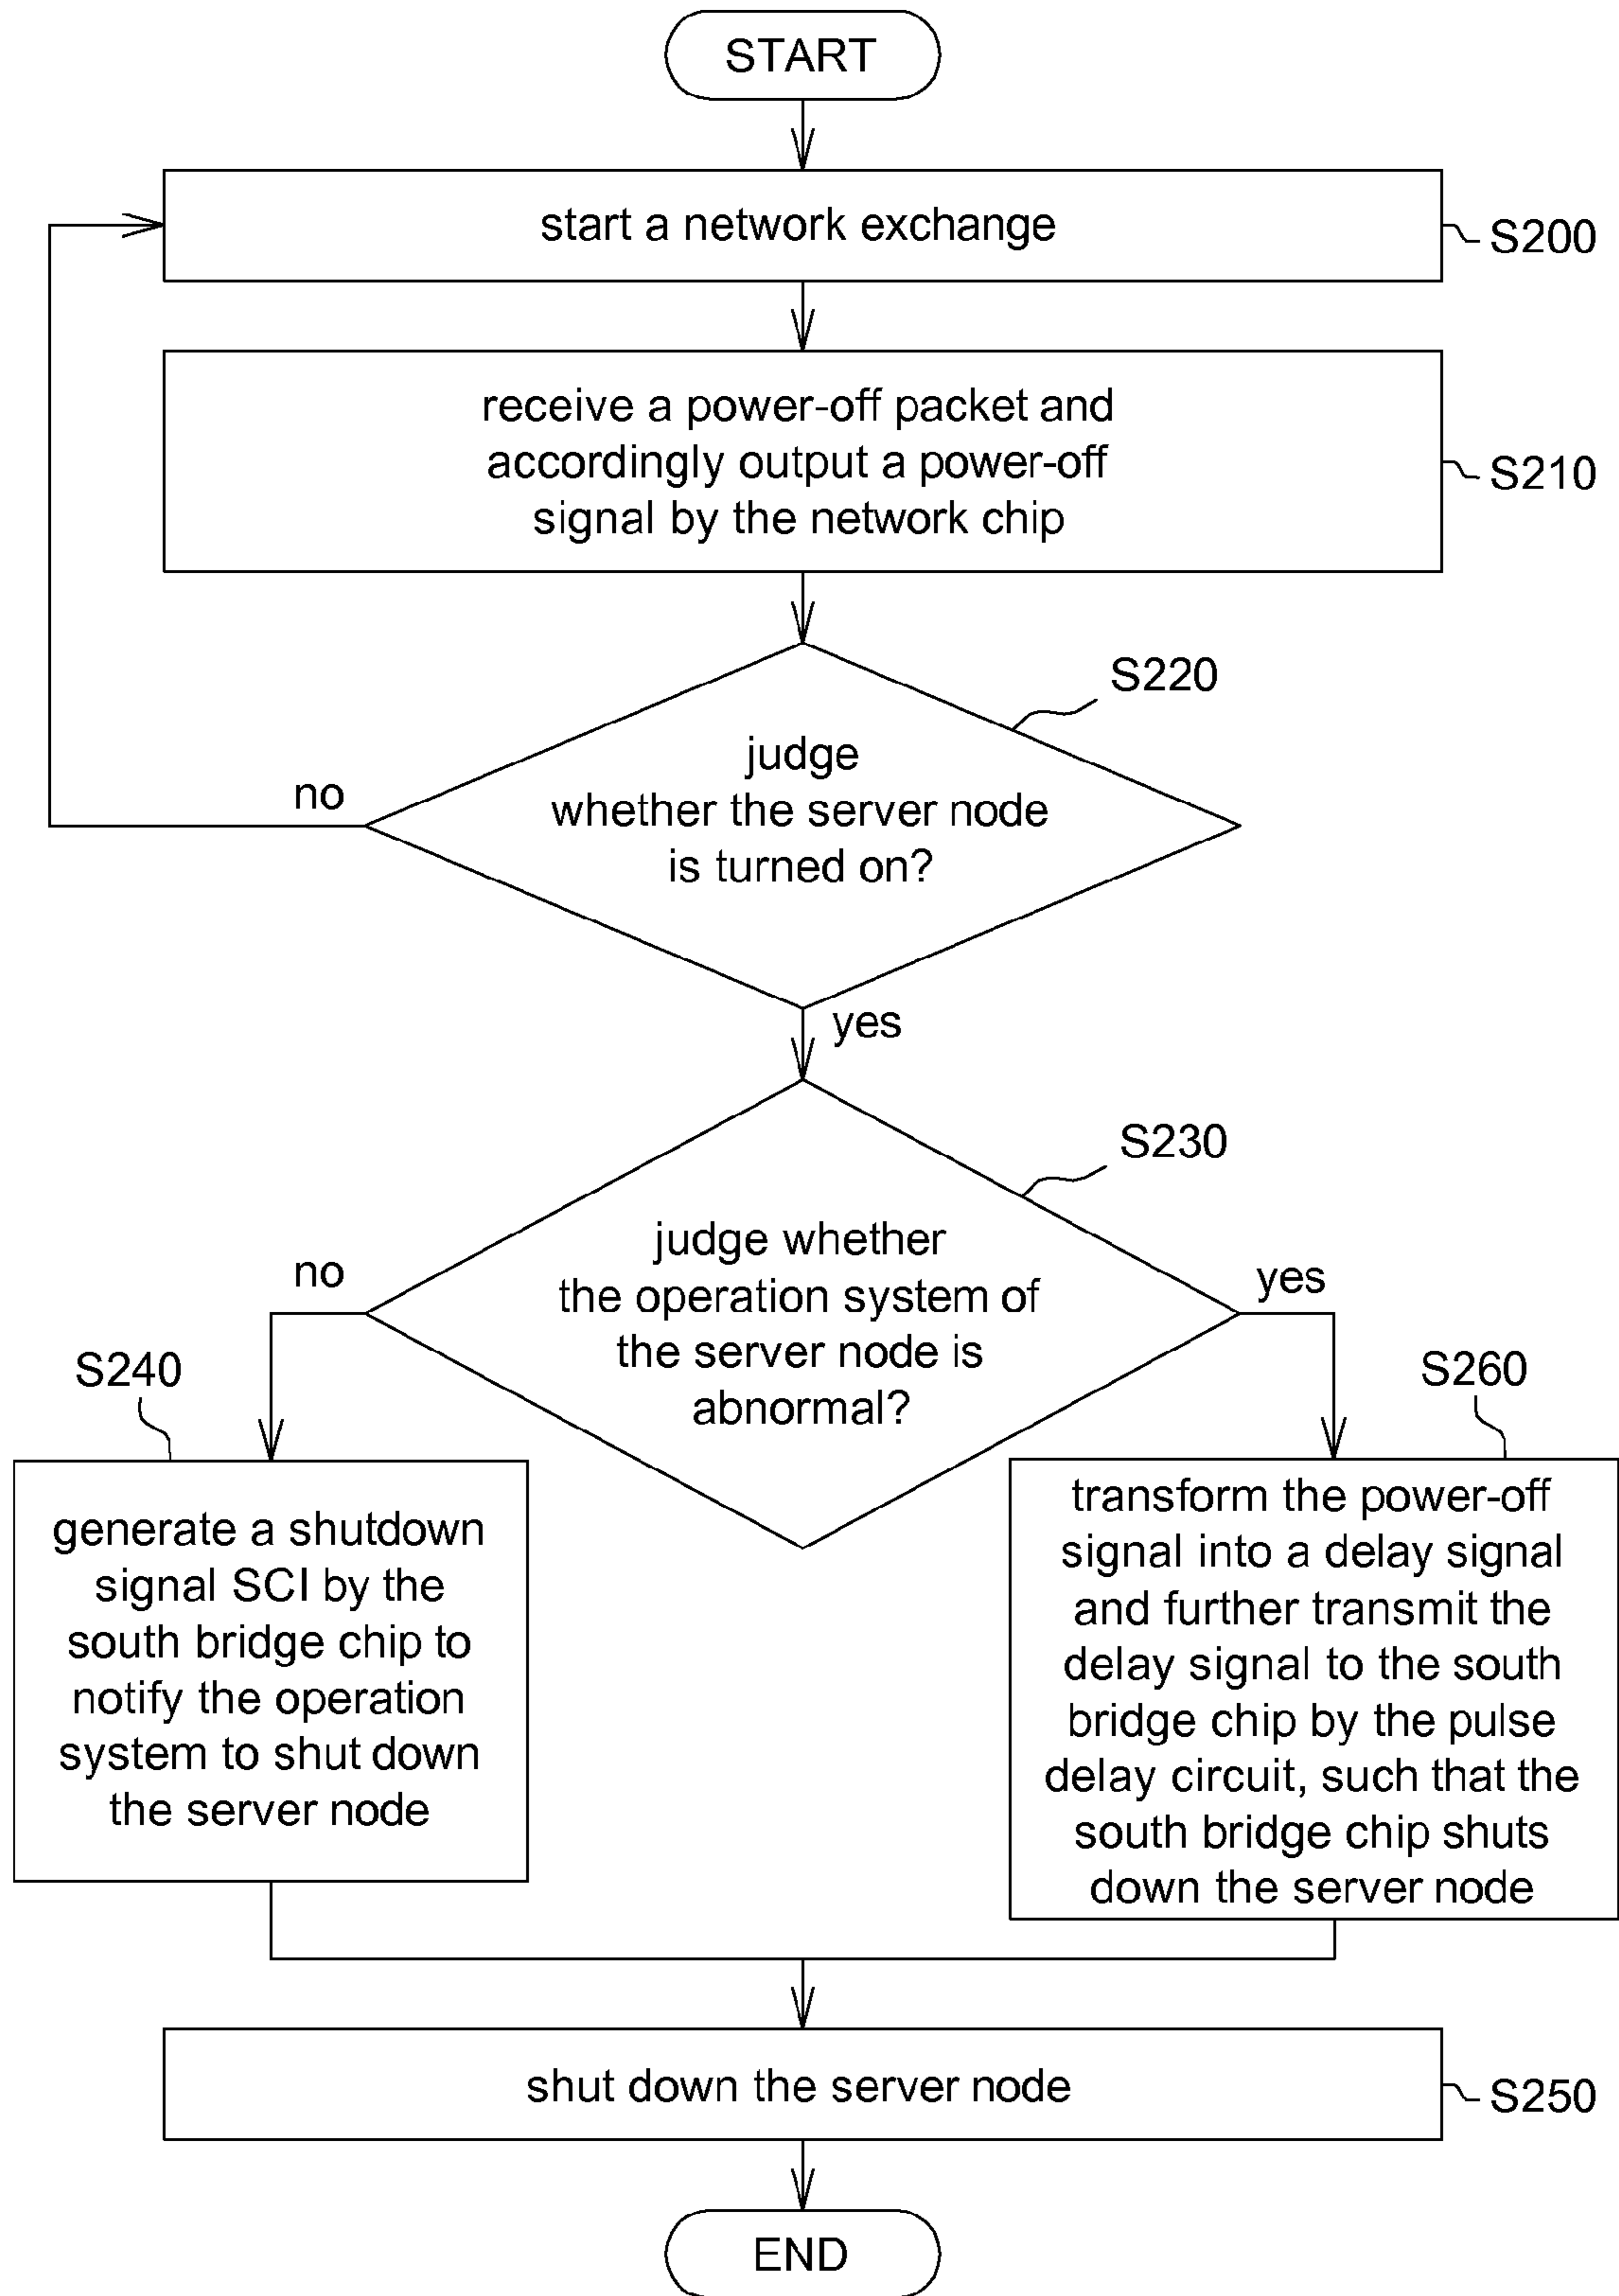 START
start a network exchange
S200
receive a power-off packet and
accordingly output a power-off
signal by the network chip
S210
S220
judge
whether the server node
is turned on?
no
yes
S230
judge whether
the operation system of
the server node is
abnormal?
no
yes
S240
generate a shutdown
signal SCI by the
south bridge chip to
notify the operation
system to shut down
the server node
S260
transform the power-off
signal into a delay signal
and further transmit the
delay signal to the south
bridge chip by the pulse
delay circuit, such that the
south bridge chip shuts
down the server node
shut down the server node
S250
END